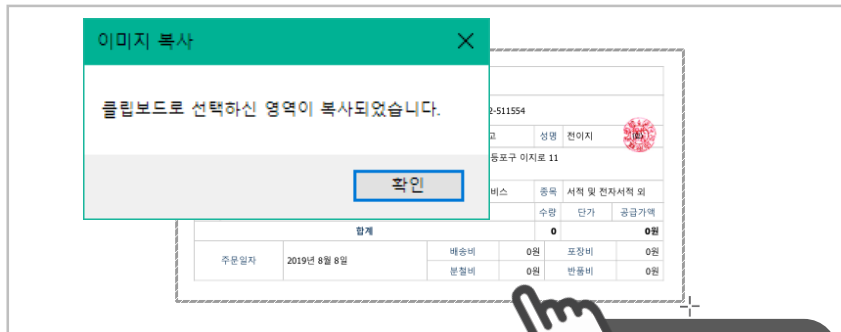 이미지 복사
클립보드로 선택하신 영역이 복사되었습니다.
확인
2-511554
고 성명 전이지
등포구 이지로 11
비스 종목 서적 및 전자서적 외
수량 단가 공급가액
합계 0 0원
주문일자 2019년 8월 8일
배송비 0원 포장비 0원
분철비 0원 반품비 0원